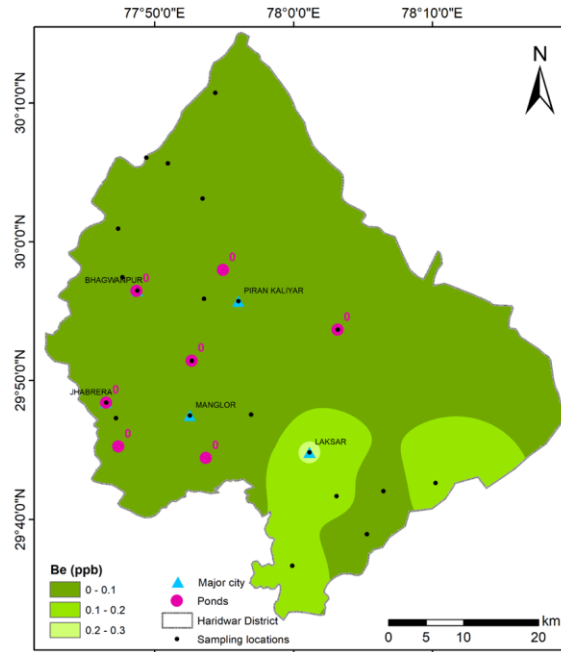 77°50'0"E 78°0'0"E 78°10'0"E
N
30°10'0"N
30°0'0"N
29°50'0"N
29°40'0"N
0
BHAGWANPUR 0
PIRAN KALIYAR
0
0
JHABRERA 0
MANGLOR
0
0
LAKSAR
Be (ppb)
0 - 0.1
0.1 - 0.2
0.2 - 0.3
Major city
Ponds
Haridwar District
Sampling locations
km
0 5 10 20